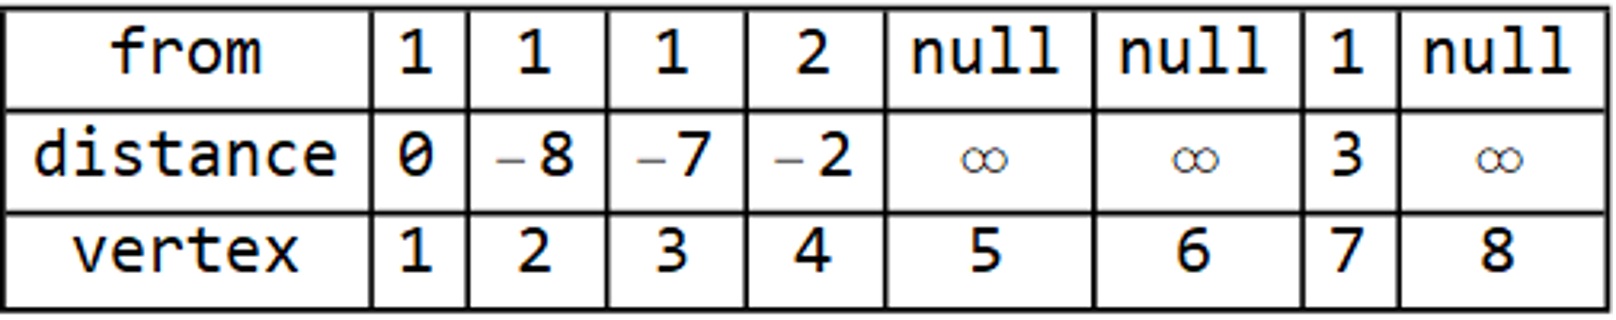 from 1 1 1 2 null null 1 null
distance 0 −8 −7 −2 ∞ ∞ 3 ∞
vertex 1 2 3 4 5 6 7 8